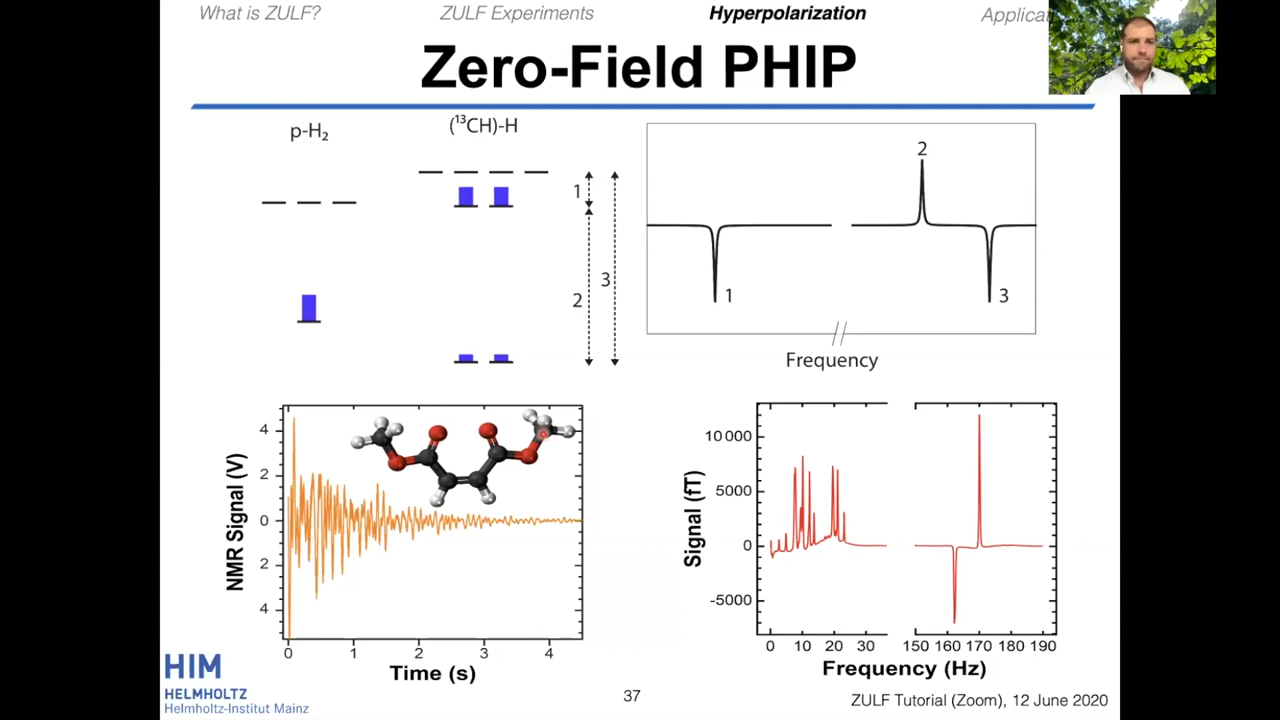 What is ZULF?
ZULF Experiments
Hyperpolarization
Applicat
Zero-Field PHIP
p-H₂
(¹³CH)-H
1
2
3
2
1
3
Frequency
NMR Signal (V)
4
2
0
2
4
0
1
2
3
4
Time (s)
Signal (fT)
10000
5000
0
-5000
0
10
20
30
150
160
170
180
190
Frequency (Hz)
HIM
HELMHOLTZ
Helmholtz-Institut Mainz
37
ZULF Tutorial (Zoom), 12 June 2020